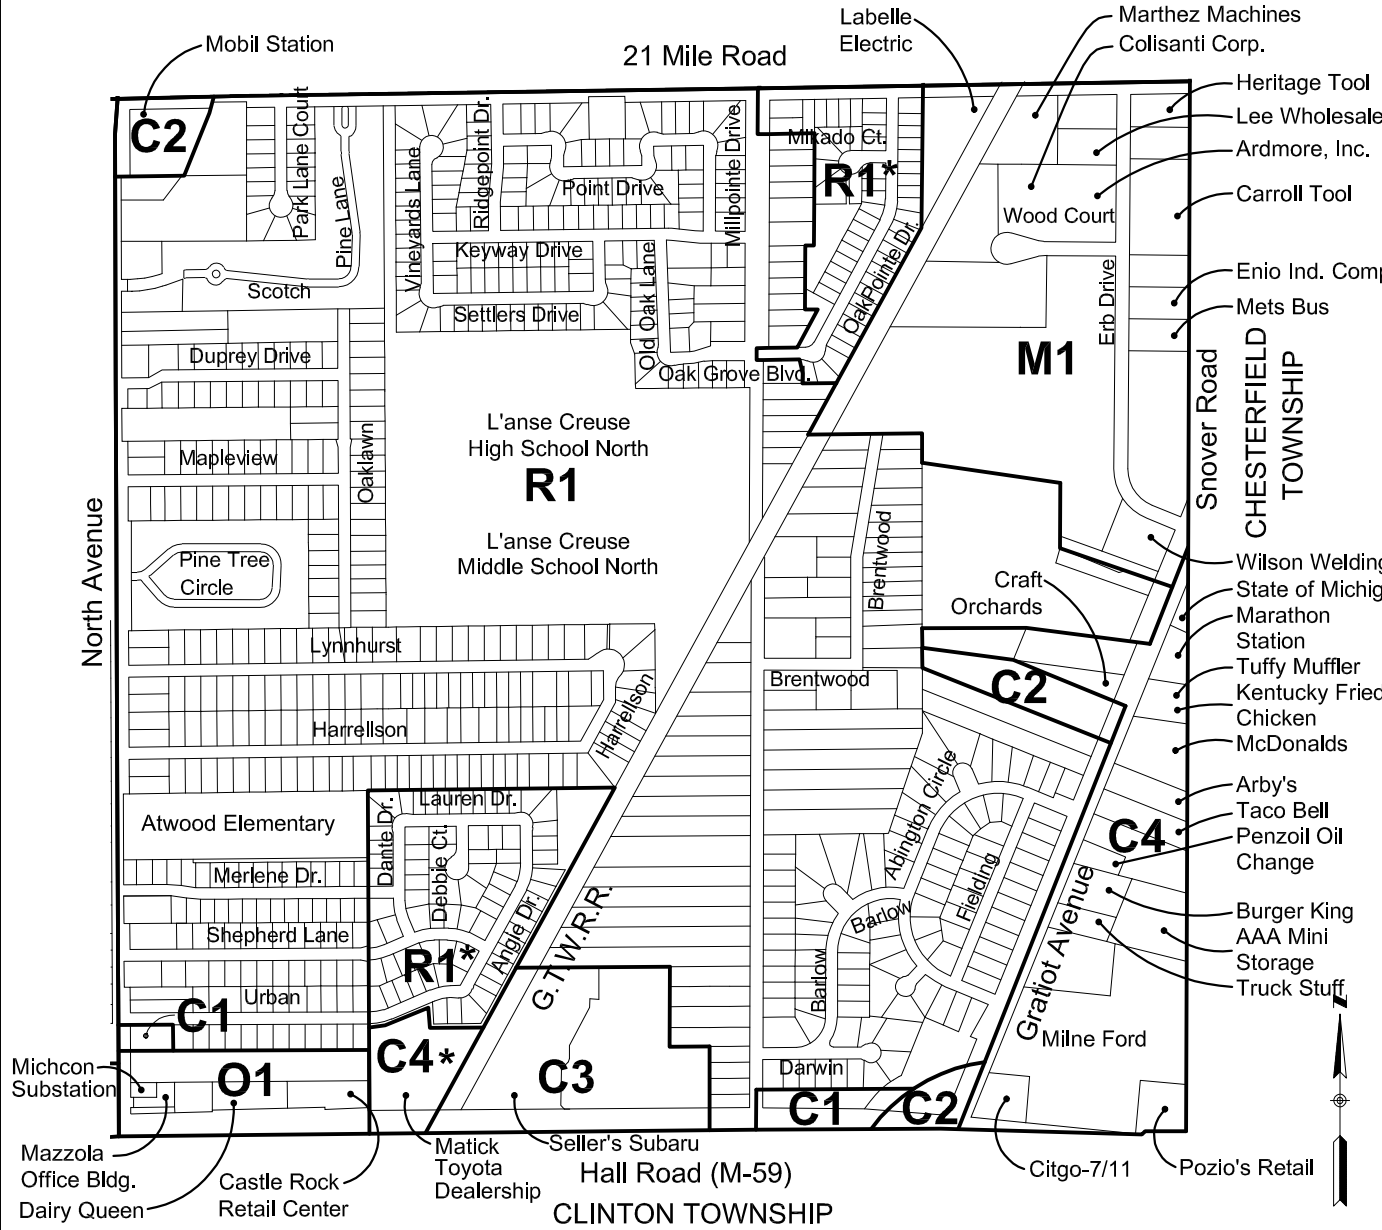 21 Mile Road
Mobil Station
Labelle
Electric
Marthez Machines
Colisanti Corp.
Heritage Tool
Lee Wholesale
Ardmore, Inc.
Carroll Tool
Enio Ind. Comp
Mets Bus
Snover Road
CHESTERFIELD
TOWNSHIP
Wilson Welding
State of Michig
Marathon
Station
Tuffy Muffler
Kentucky Fried
Chicken
McDonalds
Arby's
Taco Bell
Penzoil Oil
Change
Burger King
AAA Mini
Storage
Truck Stuff
C2
Park Lane Court
Pine Lane
Scotch
Vineyards Lane
Ridgepoint Dr.
Point Drive
Millpointe Drive
Keyway Drive
Settlers Drive
Old Oak Lane
Oak Grove Blvd.
Mikado Ct.
R1*
OakPointe Dr.
Wood Court
Erb Drive
M1
Duprey Drive
Oaklawn
Mapleview
Pine Tree
Circle
North Avenue
L'anse Creuse
High School North
R1
L'anse Creuse
Middle School North
Brentwood
Brentwood
Craft
Orchards
C2
Lynnhurst
Harrellson
Harrellson
Atwood Elementary
Merlene Dr.
Shepherd Lane
Urban
C1
Lauren Dr.
Dante Dr.
Debbie Ct.
Angle Dr.
R1*
G.T.W.R.R.
Abington Circle
Fielding
Barlow
Barlow
Darwin
Gratiot Avenue
C4
Milne Ford
O1
C4*
C3
C1
C2
Michcon
Substation
Mazzola
Office Bldg.
Dairy Queen
Castle Rock
Retail Center
Matick
Toyota
Dealership
Seller's Subaru
Hall Road (M-59)
CLINTON TOWNSHIP
Citgo-7/11
Pozio's Retail